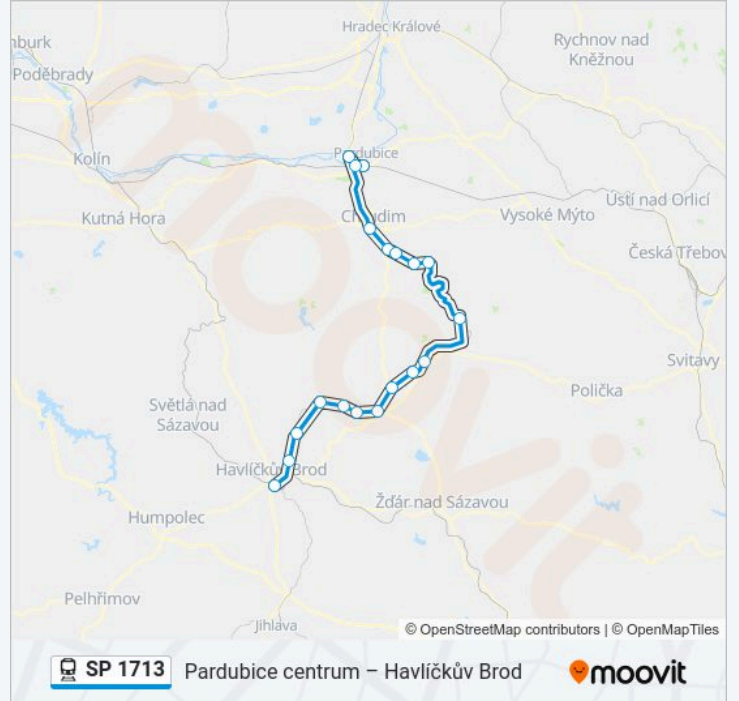 Hradec Králové
Rychnov nad
Kněžnou
nburk
Poděbrady
Pardubice
Kolín
Ústí nad Orlicí
Kutná Hora
Chrudim
Vysoké Mýto
Česká Třebov
Svitavy
Polička
Světlá nad
Sázavou
Havlíčkův Brod
Žďár nad Sázavou
Humpolec
Pelhřimov
Jihlava
moovit
© OpenStreetMap contributors | © OpenMapTiles
SP 1713
Pardubice centrum – Havlíčkův Brod
moovit